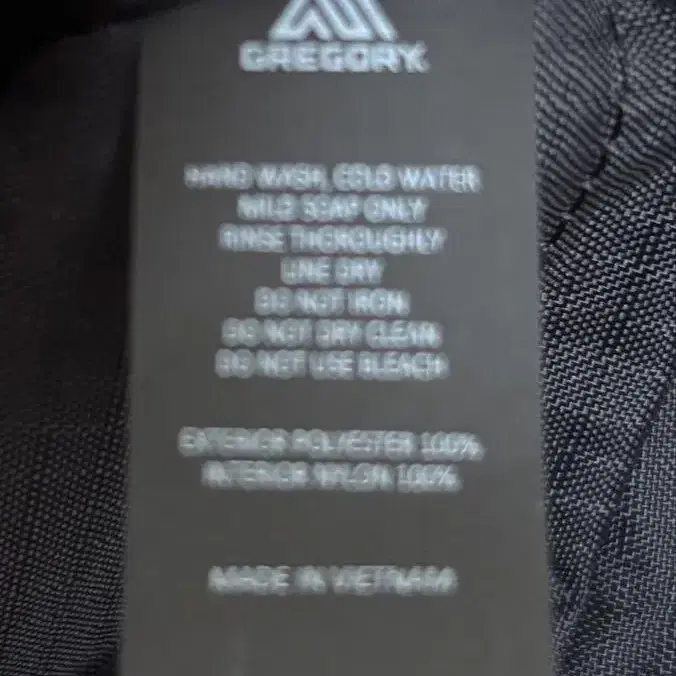 GREGORY
HAND WASH, COLD WATER
MILD SOAP ONLY
RINSE THOROUGHLY
LINE DRY
DO NOT IRON
DO NOT DRY CLEAN
DO NOT USE BLEACH
EXTERIOR POLYESTER 100%
INTERIOR NYLON 100%
MADE IN VIETNAM